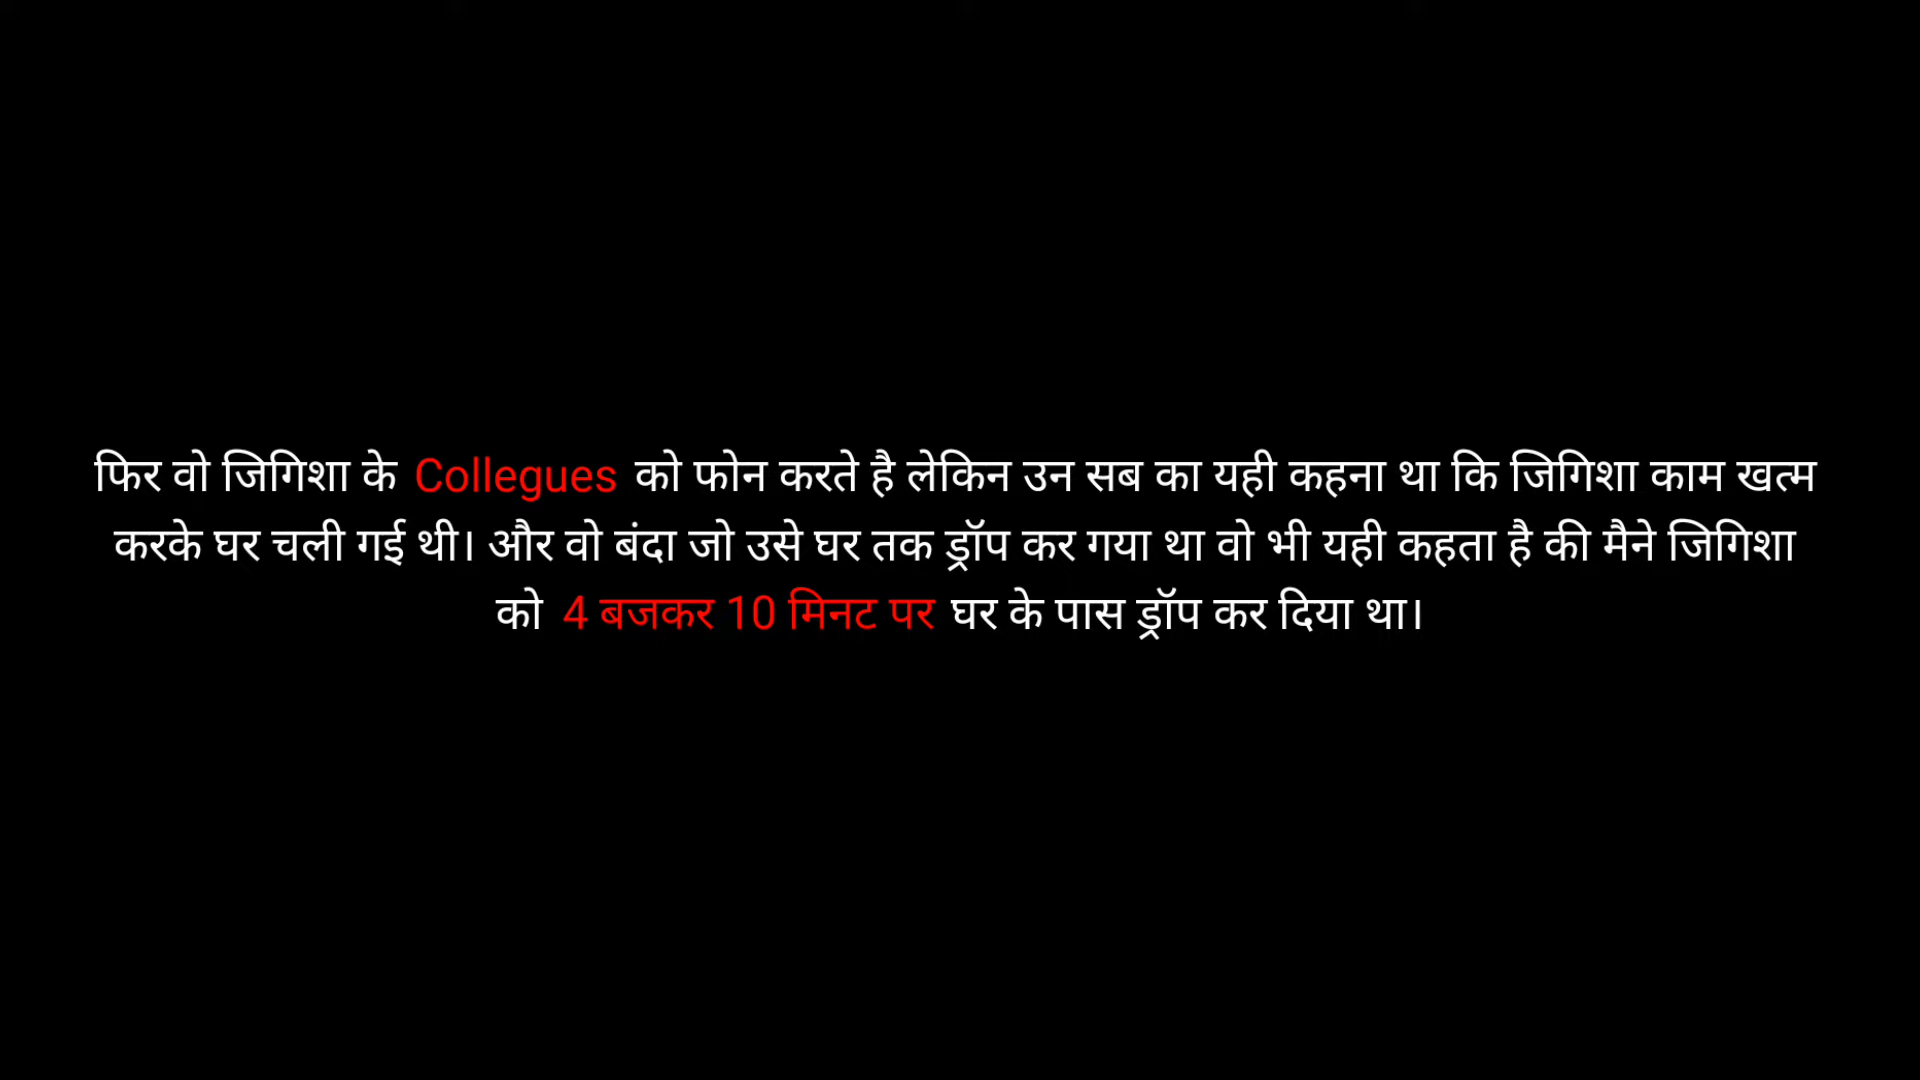 फिर वो जिगिशा के Collegues को फोन करते है लेकिन उन सब का यही कहना था कि जिगिशा काम खत्म
करके घर चली गई थी। और वो बंदा जो उसे घर तक ड्रॉप कर गया था वो भी यही कहता है की मैने जिगिशा
को 4 बजकर 10 मिनट पर घर के पास ड्रॉप कर दिया था।